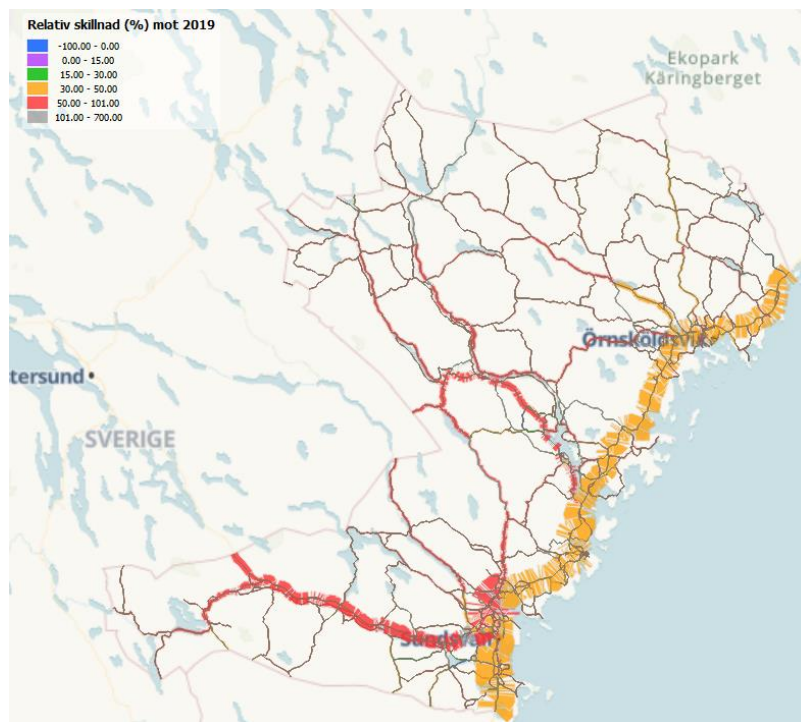 Relativ skillnad (%) mot 2019
-100.00 - 0.00
0.00 - 15.00
15.00 - 30.00
30.00 - 50.00
50.00 - 101.00
101.00 - 700.00
Ekopark
Käringberget
Örnsköldsvik
tersund
SVERIGE
Sundsvall